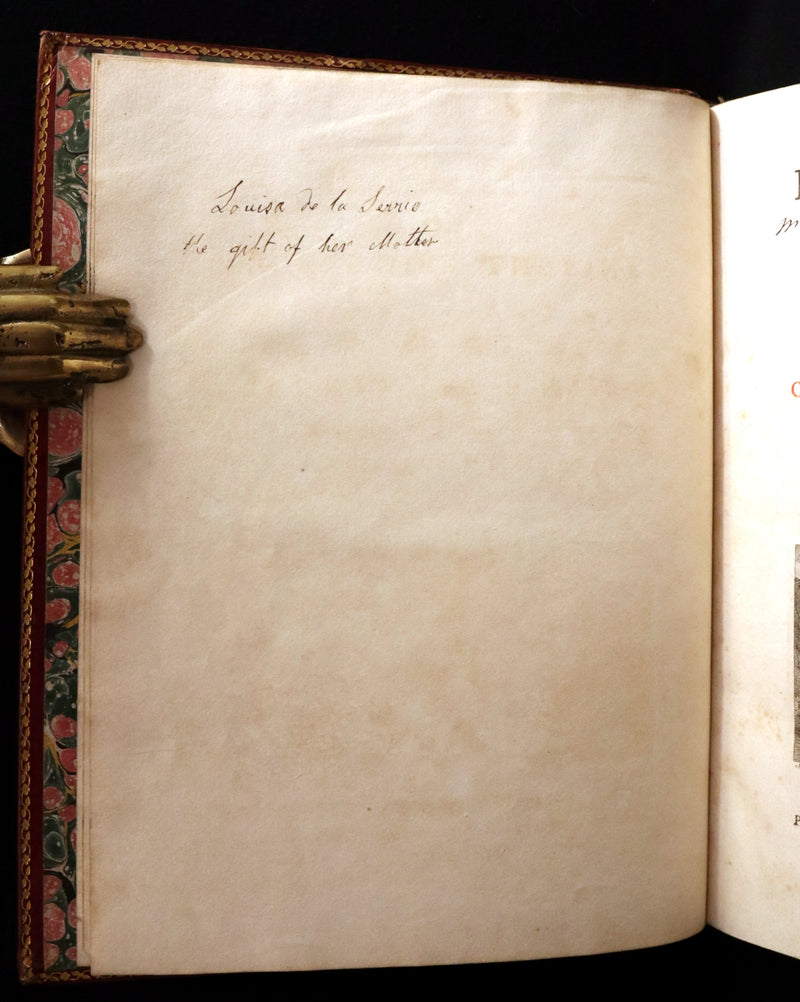 Louisa de la Serrie
the gift of her Mother